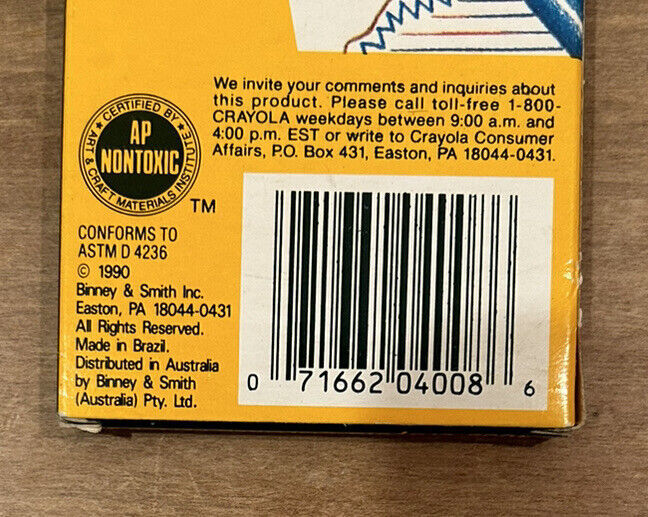 We invite your comments and inquiries about
this product. Please call toll-free 1-800-
CRAYOLA weekdays between 9:00 a.m. and
4:00 p.m. EST or write to Crayola Consumer
Affairs, P.O. Box 431, Easton, PA 18044-0431.
CERTIFIED BY
ART & CRAFT MATERIALS INSTITUTE
AP
NONTOXIC
TM
CONFORMS TO
ASTM D 4236
© 1990
Binney & Smith Inc.
Easton, PA 18044-0431
All Rights Reserved.
Made in Brazil.
Distributed in Australia
by Binney & Smith
(Australia) Pty. Ltd.
0 71662 04008 6